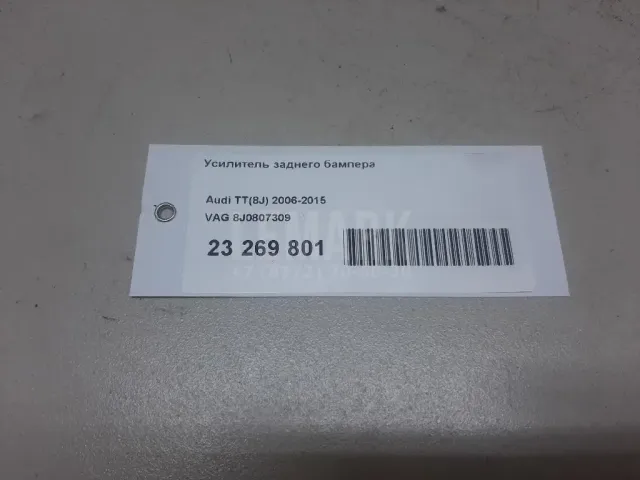 Усилитель заднего бампера
Audi TT(8J) 2006-2015
VAG 8J0807309
23 269 801